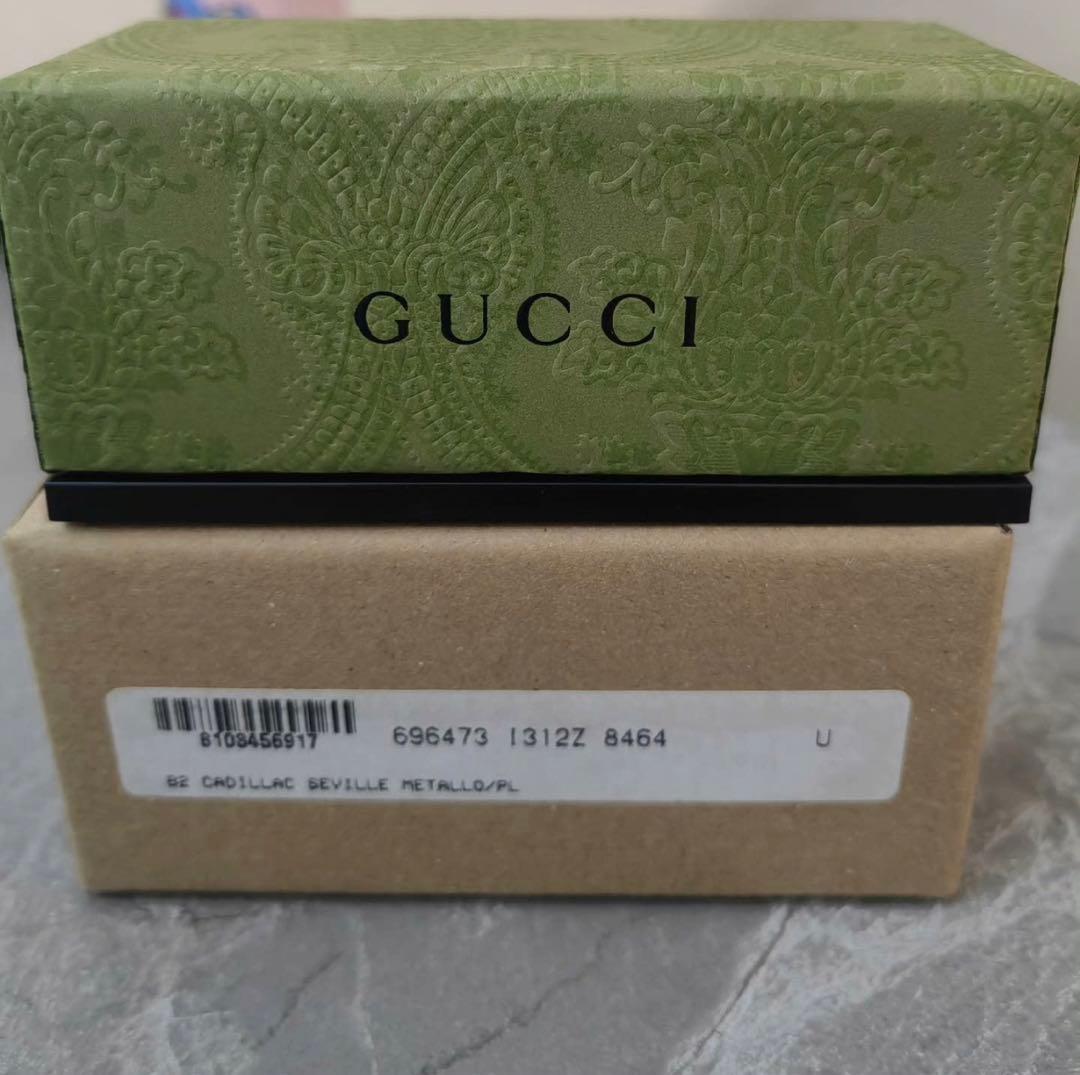 GUCCI
696473 I312Z 8464 U
8108456917
82 CADILLAC SEVILLE METALLO/PL